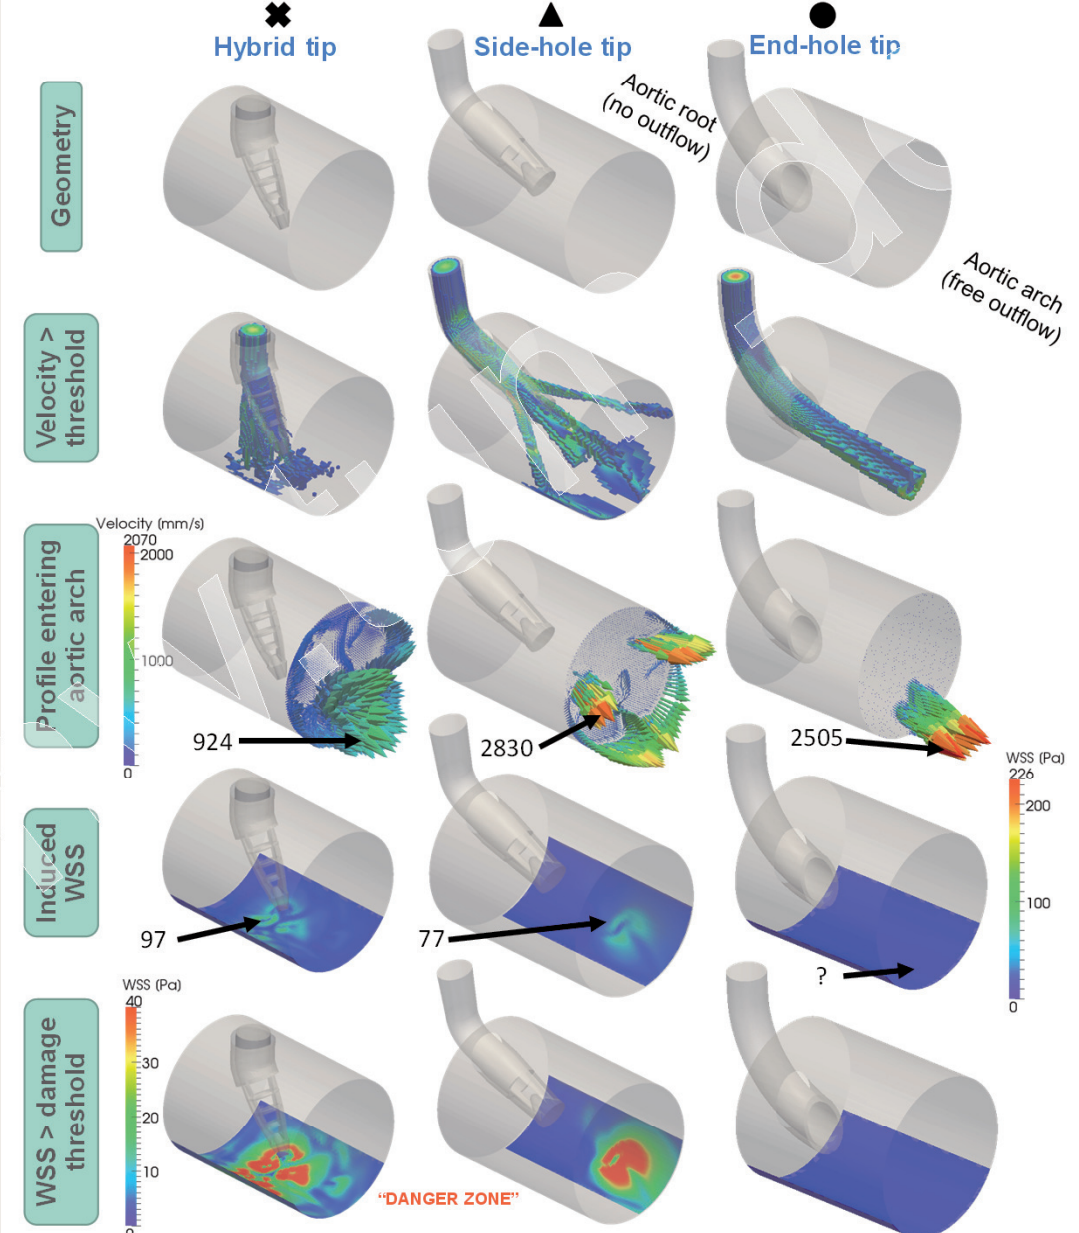 Hybrid tip
Side-hole tip
End-hole tip
Geometry
Aortic root
(no outflow)
Aortic arch
(free outflow)
Velocity >
threshold
Profile entering
aortic arch
Velocity (mm/s)
2070
2000
1000
0
924
2830
2505
Induced
WSS
97
77
?
WSS (Pa)
226
200
100
0
WSS > damage
threshold
WSS (Pa)
40
30
20
10
0
“DANGER ZONE”